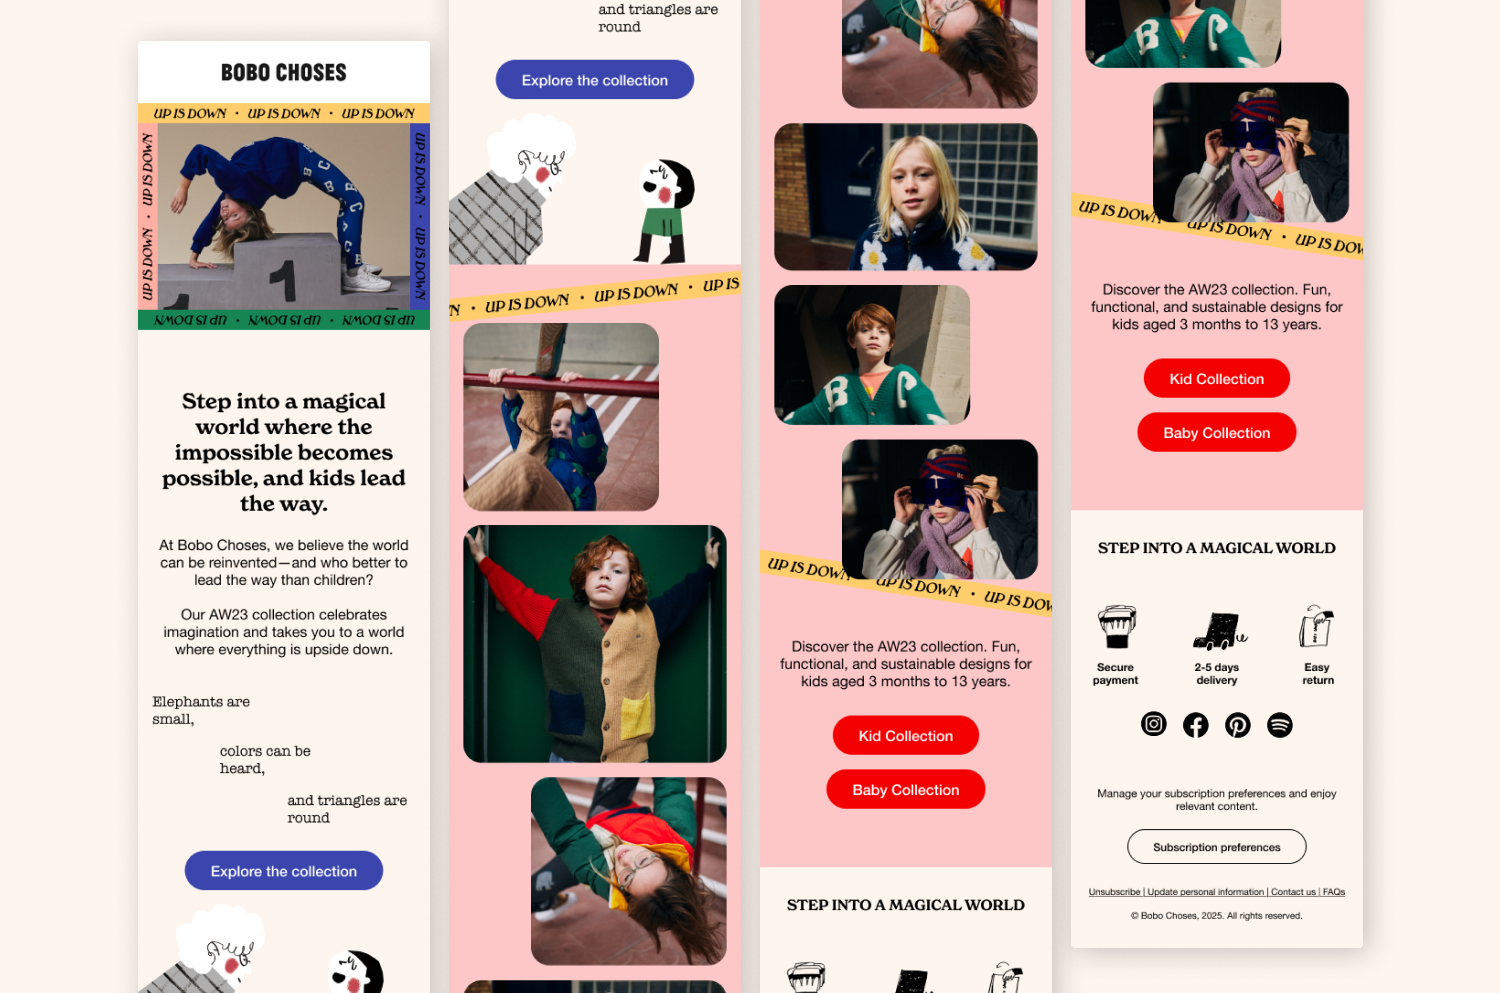 BOBO CHOSES
UP IS DOWN • UP IS DOWN • UP IS DOWN
UP IS DOWN • UP IS DOWN
UP IS DOWN • UP IS DOWN
1
1
UP IS DOWN • UP IS DOWN • UP IS DOWN
Step into a magical
world where the
impossible becomes
possible, and kids lead
the way.
At Bobo Choses, we believe the world
can be reinvented—and who better to
lead the way than children?
Our AW23 collection celebrates
imagination and takes you to a world
where everything is upside down.
Elephants are
small,
colors can be
heard,
and triangles are
round
Explore the collection
and triangles are
round
Explore the collection
N • UP IS DOWN • UP IS DOWN • UP IS
B C
UP IS DOWN UP IS DOWN • UP IS DOW
Discover the AW23 collection. Fun,
functional, and sustainable designs for
kids aged 3 months to 13 years.
Kid Collection
Baby Collection
STEP INTO A MAGICAL WORLD
B C
UP IS DOWN UP IS DOWN • UP IS DOW
Discover the AW23 collection. Fun,
functional, and sustainable designs for
kids aged 3 months to 13 years.
Kid Collection
Baby Collection
STEP INTO A MAGICAL WORLD
Secure
payment
2-5 days
delivery
Easy
return
Manage your subscription preferences and enjoy
relevant content.
Subscription preferences
Unsubscribe | Update personal information | Contact us | FAQs
© Bobo Choses, 2025. All rights reserved.